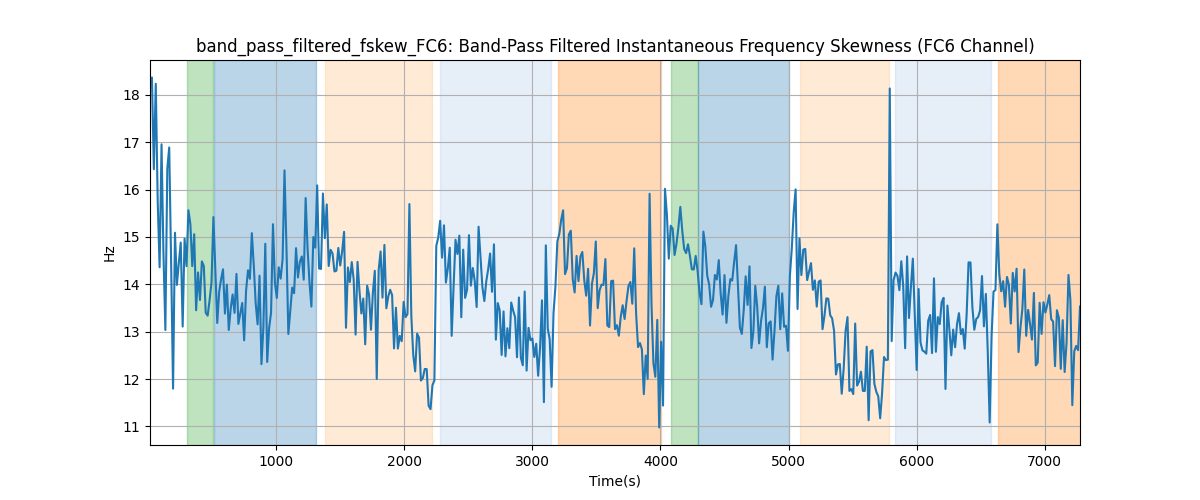 band_pass_filtered_fskew_FC6: Band-Pass Filtered Instantaneous Frequency Skewness (FC6 Channel)
18
17
16
15
14
13
12
11
Hz
1000 2000 3000 4000 5000 6000 7000
Time(s)